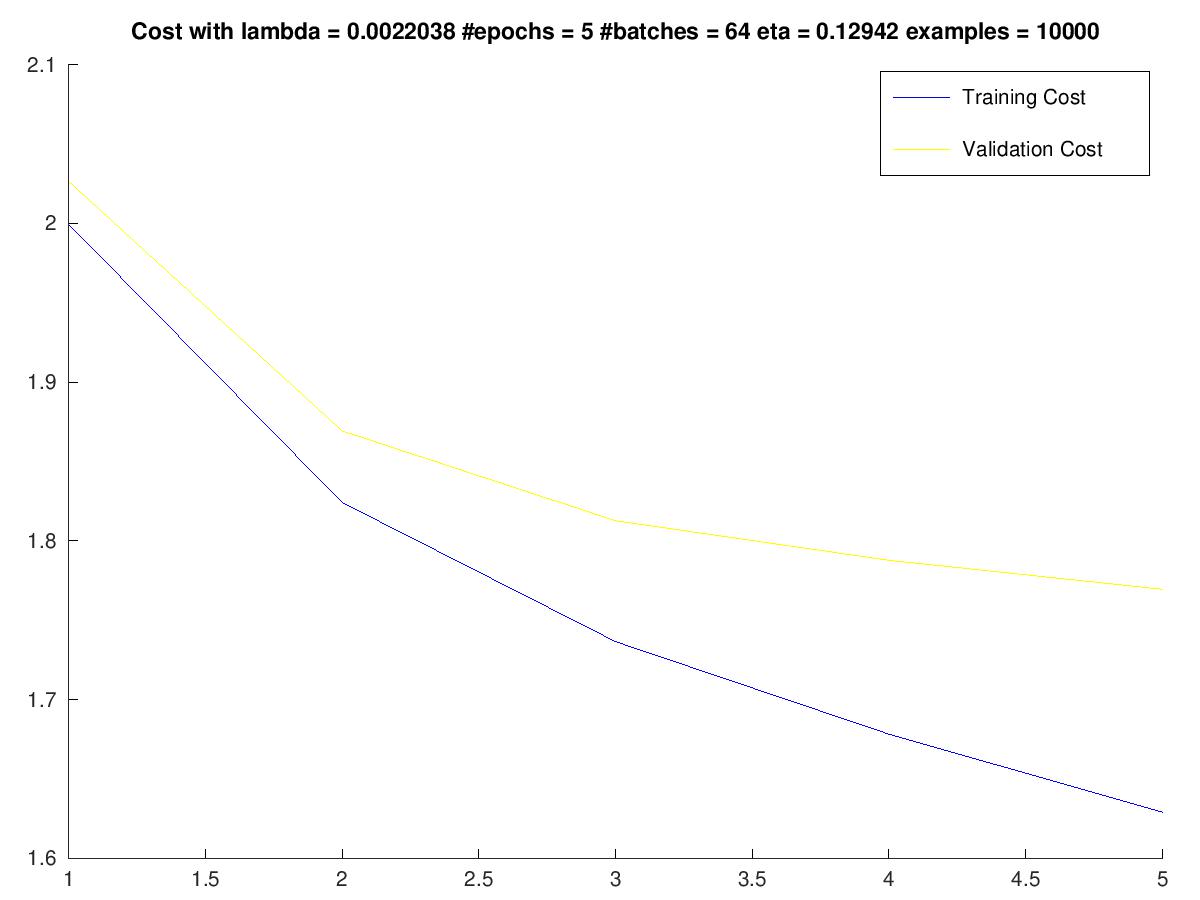 Cost with lambda = 0.0022038 #epochs = 5 #batches = 64 eta = 0.12942 examples = 10000
2.1
Training Cost
Validation Cost
2
1.9
1.8
1.7
1.6
1 1.5 2 2.5 3 3.5 4 4.5 5